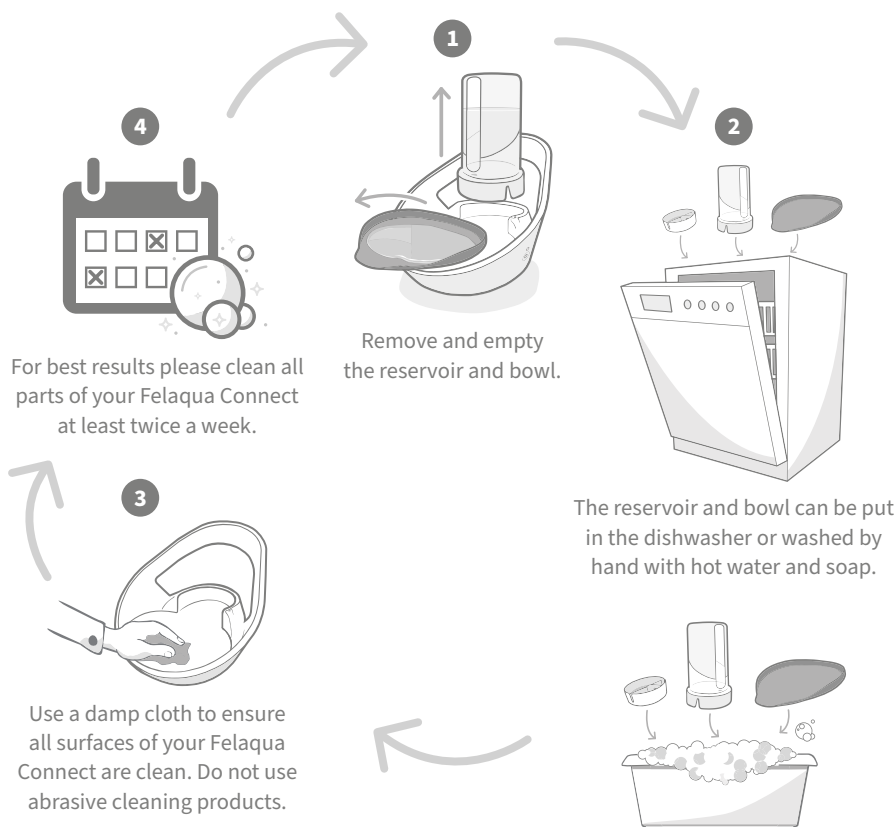 1
Remove and empty
the reservoir and bowl.
2
The reservoir and bowl can be put
in the dishwasher or washed by
hand with hot water and soap.
3
Use a damp cloth to ensure
all surfaces of your Felaqua
Connect are clean. Do not use
abrasive cleaning products.
4
For best results please clean all
parts of your Felaqua Connect
at least twice a week.